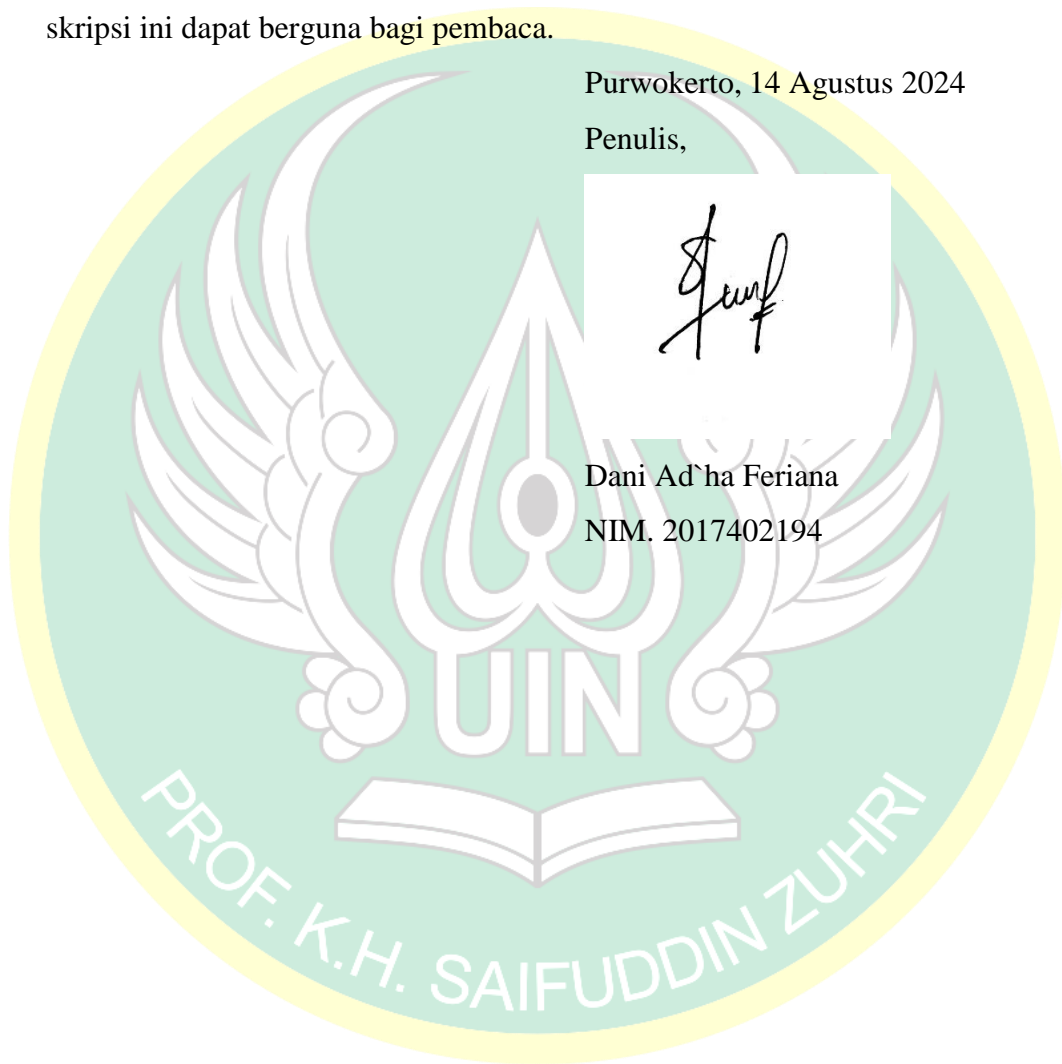 skripsi ini dapat berguna bagi pembaca.
Purwokerto, 14 Agustus 2024
Penulis,
Dani Ad`ha Feriana
NIM. 2017402194
UIN
PROF. K.H. SAIFUDDIN ZUHRI